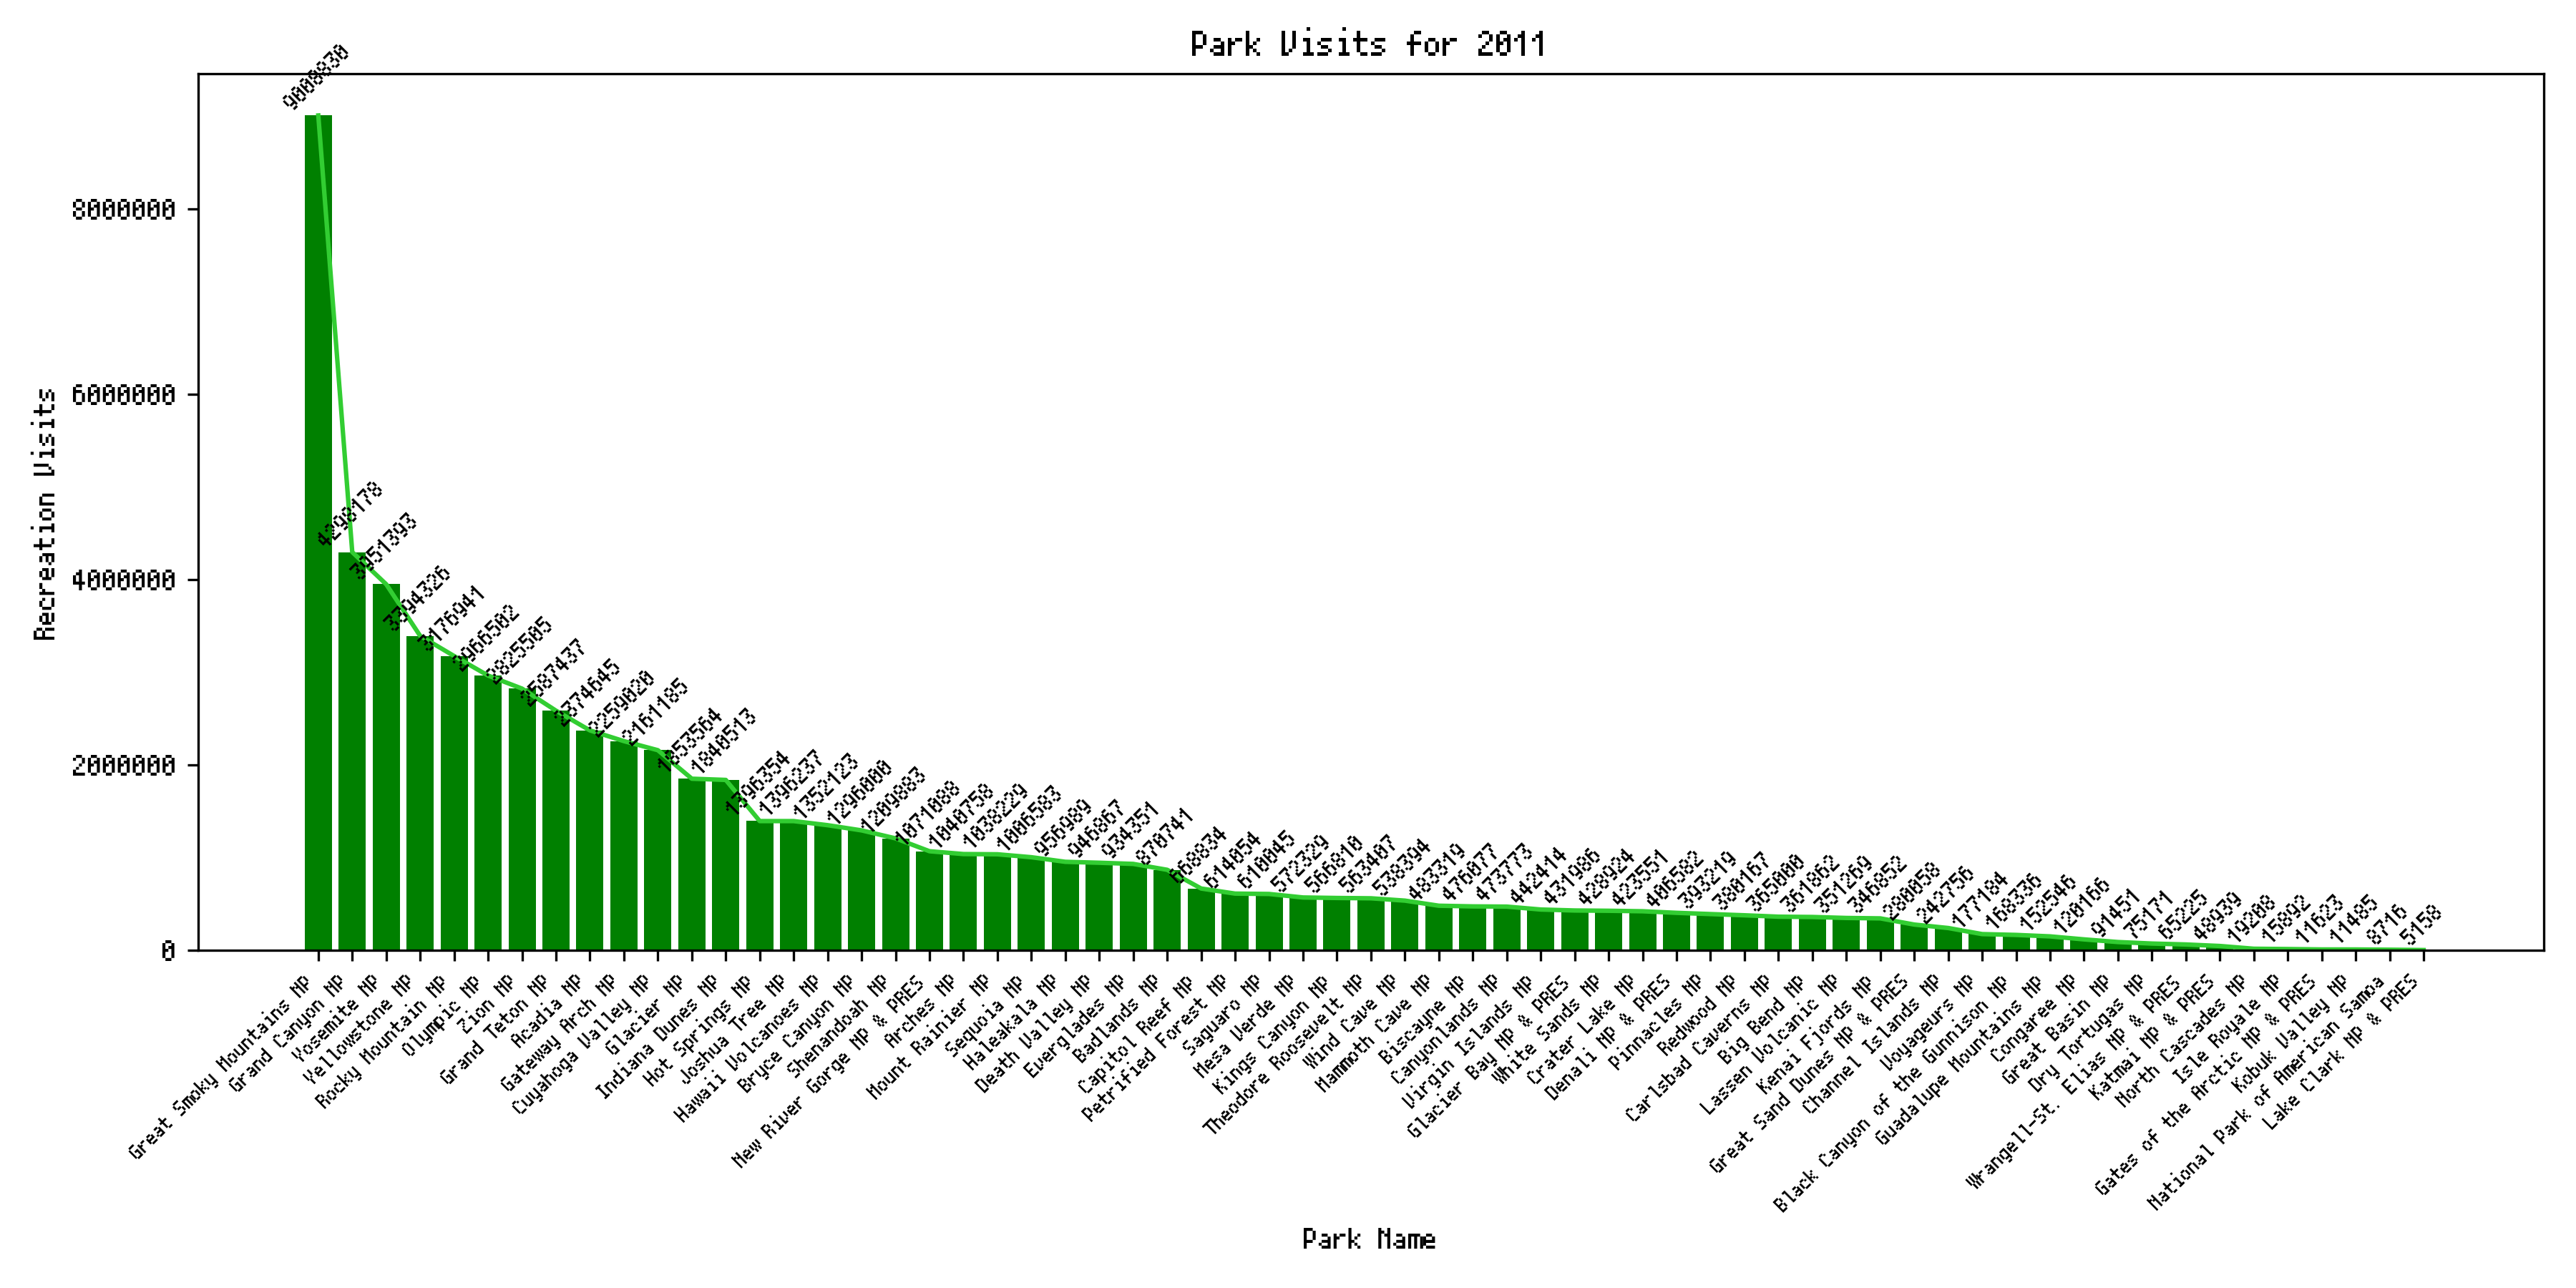 Park Visits for 2011
Recreation Visits
8000000
6000000
4000000
2000000
0
9008830
4298178
3951393
3394326
3176941
2966502
2825505
2587437
2374645
2259020
2161185
1853564
1840513
1396354
1396237
1352123
1296000
1209883
1071088
1040758
1038229
1006583
956989
946867
934351
870741
668834
614054
610045
572329
566810
563407
538394
483319
476077
473773
442414
431986
428924
423551
406582
393219
380167
365000
361862
351269
346852
280058
242756
177184
168336
152546
120166
91451
75171
65225
48939
19208
15892
11623
11485
8716
5158
Great Smoky Mountains NP
Grand Canyon NP
Yosemite NP
Yellowstone NP
Rocky Mountain NP
Olympic NP
Zion NP
Grand Teton NP
Acadia NP
Gateway Arch NP
Cuyahoga Valley NP
Glacier NP
Indiana Dunes NP
Hot Springs NP
Joshua Tree NP
Hawaii Volcanoes NP
Bryce Canyon NP
Shenandoah NP
New River Gorge NP & PRES
Arches NP
Mount Rainier NP
Sequoia NP
Haleakala NP
Death Valley NP
Everglades NP
Badlands NP
Capitol Reef NP
Petrified Forest NP
Saguaro NP
Mesa Verde NP
Kings Canyon NP
Theodore Roosevelt NP
Wind Cave NP
Mammoth Cave NP
Biscayne NP
Canyonlands NP
Virgin Islands NP
Glacier Bay NP & PRES
White Sands NP
Crater Lake NP
Denali NP & PRES
Pinnacles NP
Redwood NP
Carlsbad Caverns NP
Big Bend NP
Lassen Volcanic NP
Kenai Fjords NP
Great Sand Dunes NP & PRES
Channel Islands NP
Voyageurs NP
Black Canyon of the Gunnison NP
Guadalupe Mountains NP
Congaree NP
Great Basin NP
Dry Tortugas NP
Wrangell-St. Elias NP & PRES
Katmai NP & PRES
North Cascades NP
Isle Royale NP
Gates of the Arctic NP & PRES
Kobuk Valley NP
National Park of American Samoa
Lake Clark NP & PRES
Park Name